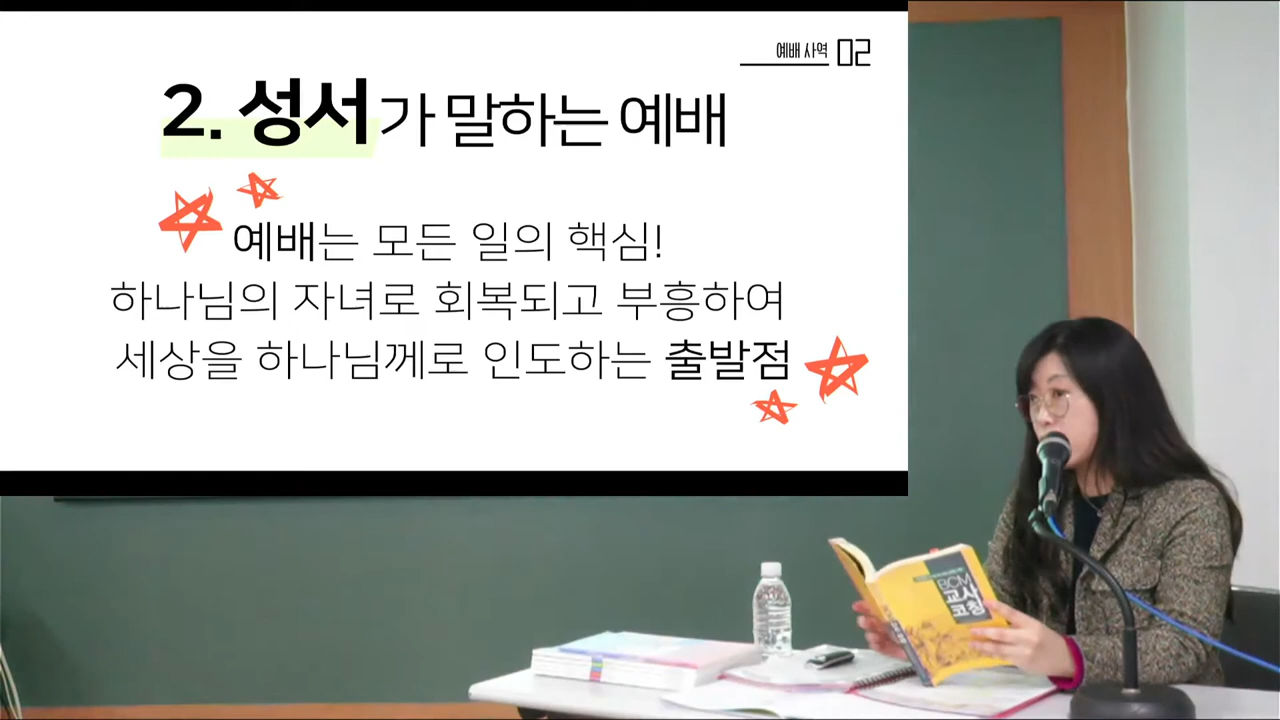 예배 사역 02
2. 성서가 말하는 예배
예배는 모든 일의 핵심!
하나님의 자녀로 회복되고 부흥하여
세상을 하나님께로 인도하는 출발점
BCM
교사
코칭